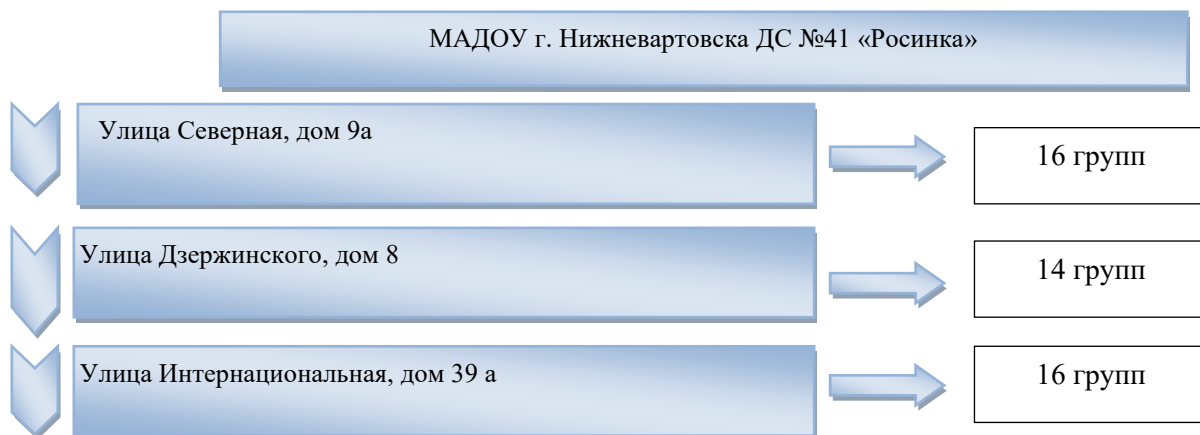 МАДОУ г. Нижневартовска ДС №41 «Росинка»
Улица Северная, дом 9а
16 групп
Улица Дзержинского, дом 8
14 групп
Улица Интернациональная, дом 39 а
16 групп